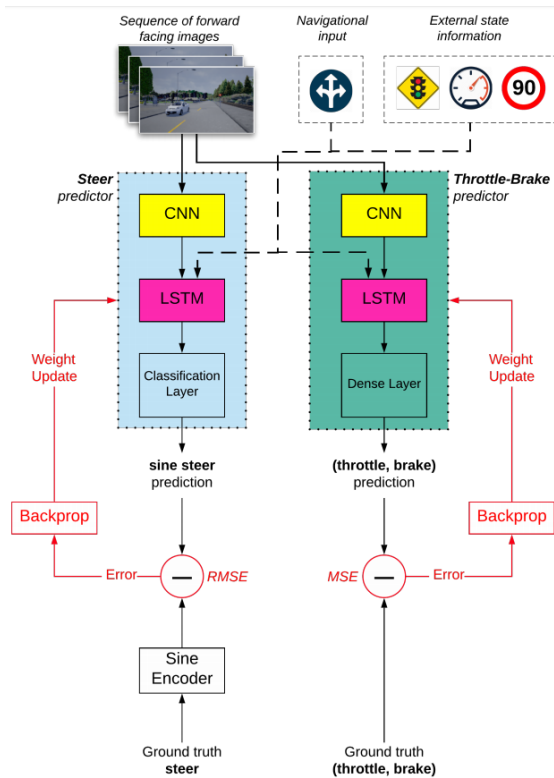 Sequence of forward
facing images
Navigational
input
External state
information
90
Steer
predictor
Throttle-Brake
predictor
CNN
CNN
LSTM
LSTM
Classification
Layer
Dense Layer
Weight
Update
Weight
Update
sine steer
prediction
(throttle, brake)
prediction
Backprop
Backprop
Error
RMSE
MSE
Error
Sine
Encoder
Ground truth
steer
Ground truth
(throttle, brake)